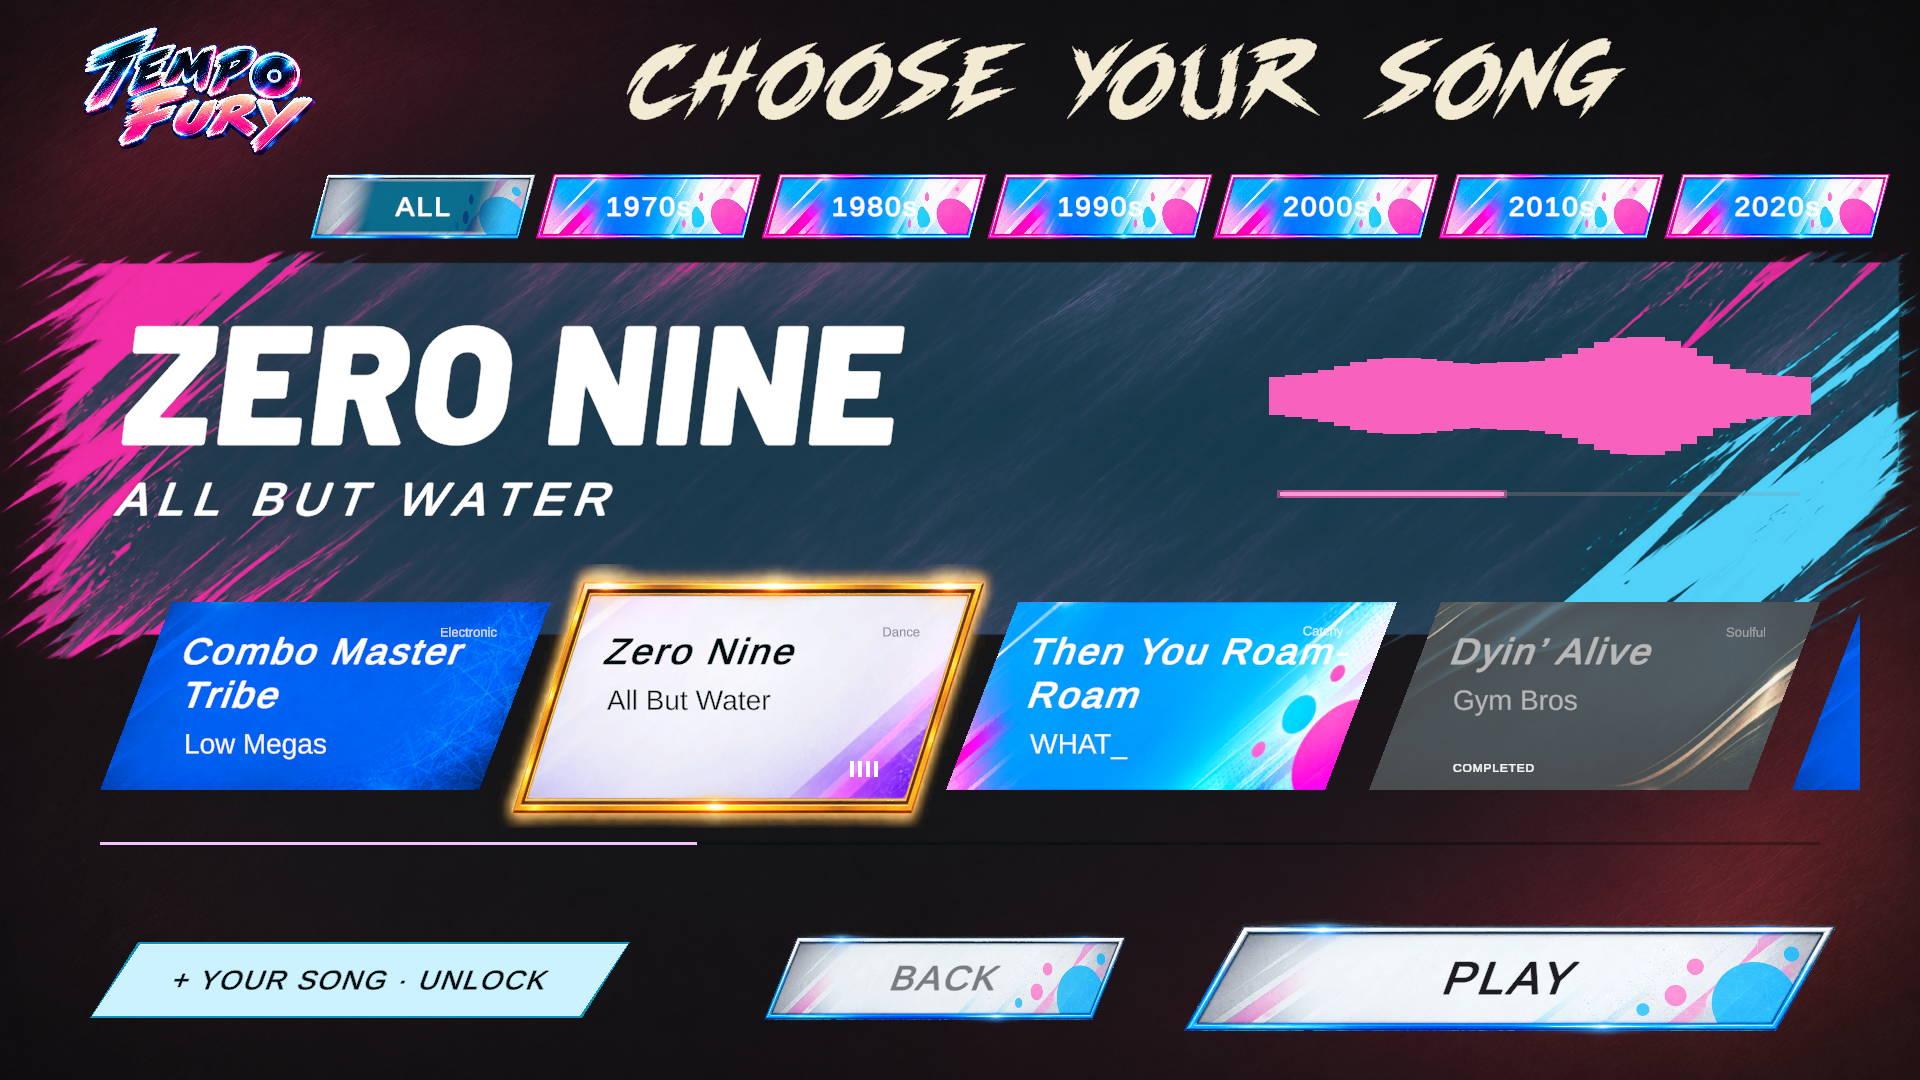 TEMPO
FURY
CHOOSE YOUR SONG
ALL
1970s
1980s
1990s
2000s
2010s
2020s
ZERO NINE
ALL BUT WATER
Electronic
Combo Master
Tribe
Low Megas
Dance
Zero Nine
All But Water
Catchy
Then You Roam-
Roam
WHAT_
Soulful
Dyin’ Alive
Gym Bros
COMPLETED
+ YOUR SONG · UNLOCK
BACK
PLAY